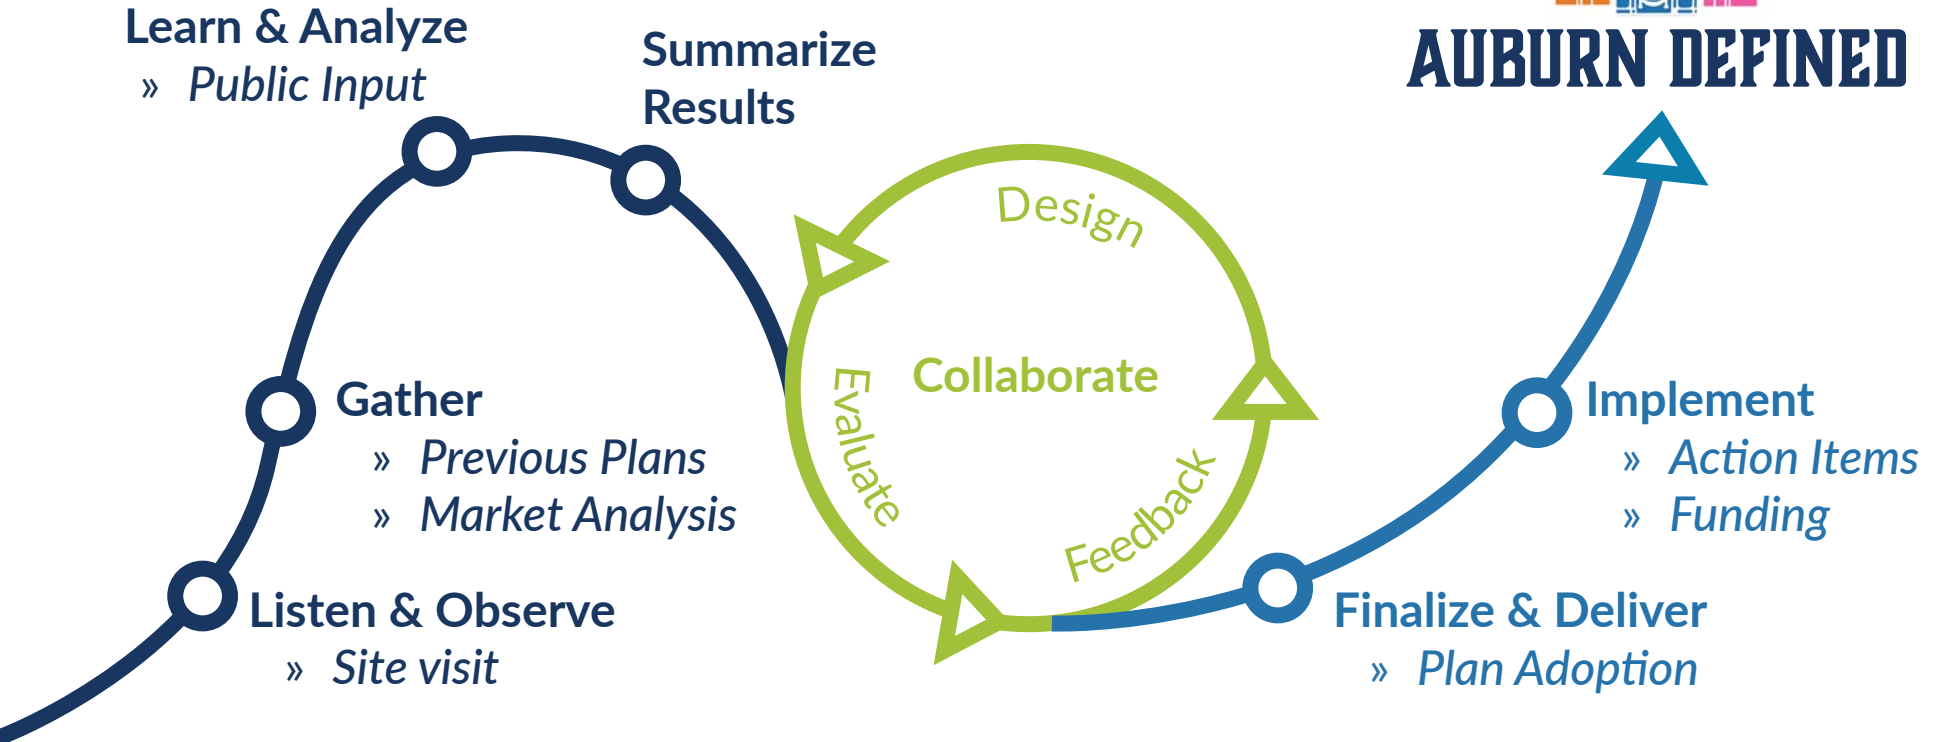 Learn & Analyze
» Public Input
Summarize
Results
AUBURN DEFINED
Design
Collaborate
Evaluate
Feedback
Gather
» Previous Plans
» Market Analysis
Listen & Observe
» Site visit
Implement
» Action Items
» Funding
Finalize & Deliver
» Plan Adoption